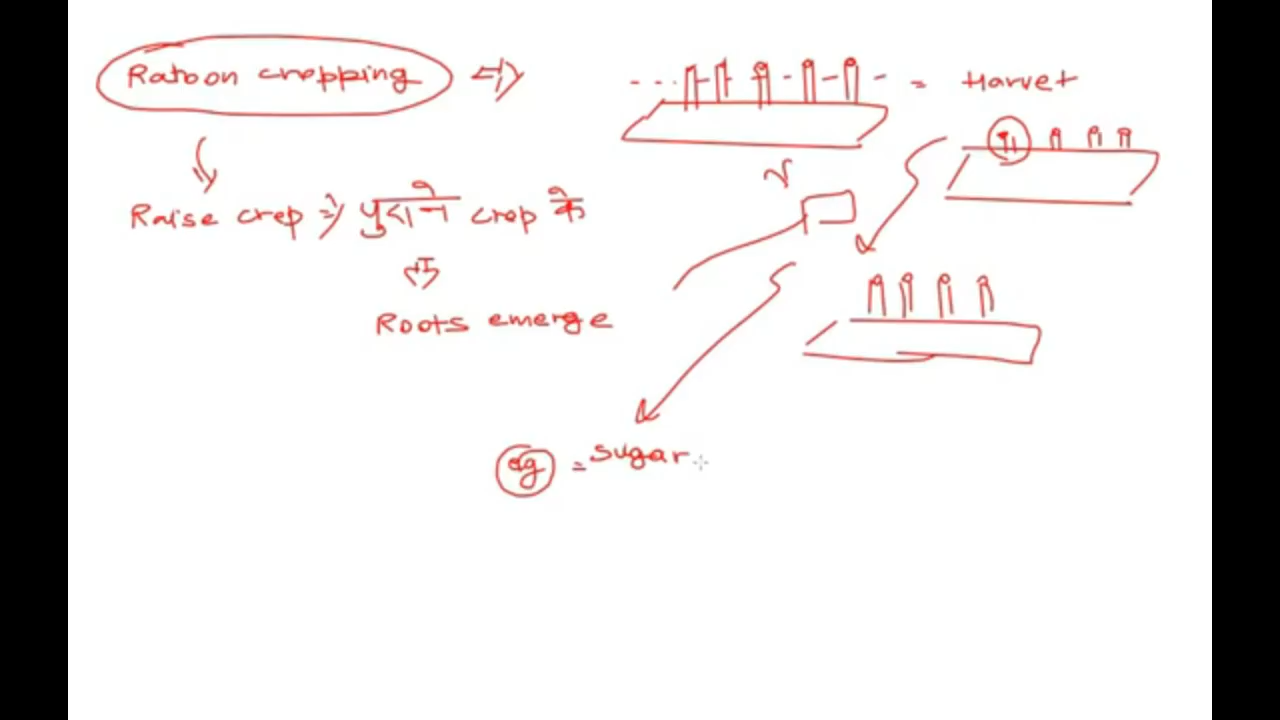 Ratoon cropping ⇒
= Harvet
Raise crop ⇒ पुराने crop के
Roots emerge
eg = sugar